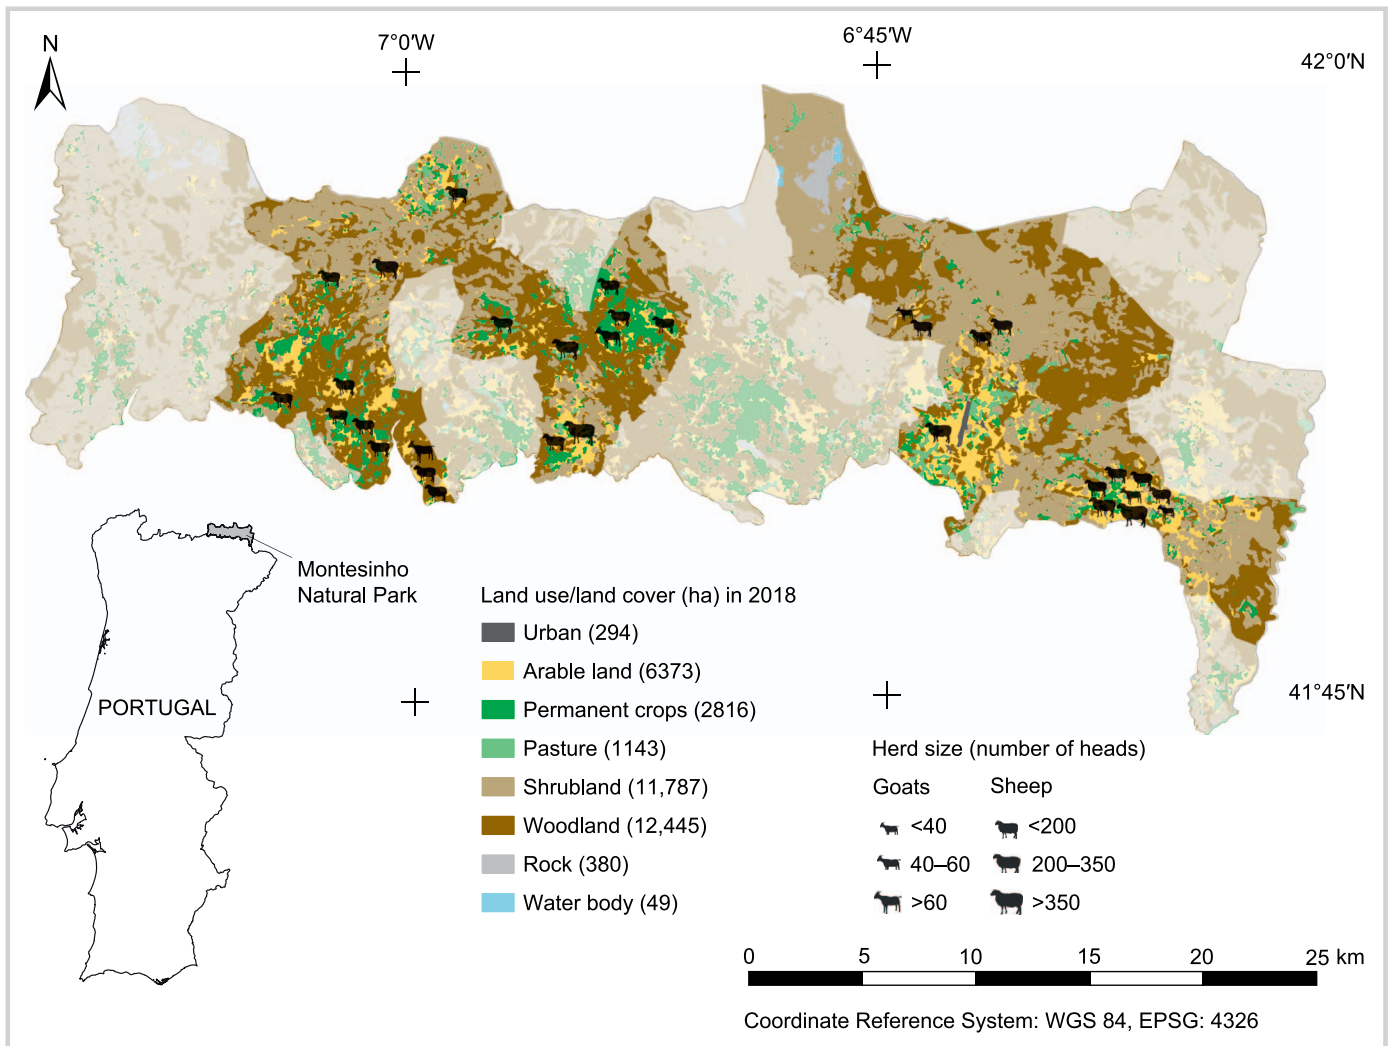 N
7°0′W
6°45′W
42°0′N
Montesinho
Natural Park
PORTUGAL
41°45′N
Land use/land cover (ha) in 2018
Urban (294)
Arable land (6373)
Permanent crops (2816)
Pasture (1143)
Shrubland (11,787)
Woodland (12,445)
Rock (380)
Water body (49)
Herd size (number of heads)
Goats Sheep
<40 <200
40–60 200–350
>60 >350
0 5 10 15 20 25 km
Coordinate Reference System: WGS 84, EPSG: 4326